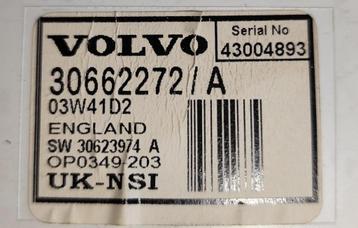 VOLVO
Serial No
43004893
30662272/A
03W41D2
ENGLAND
SW 30623974 A
OP0349-203
UK-NSI